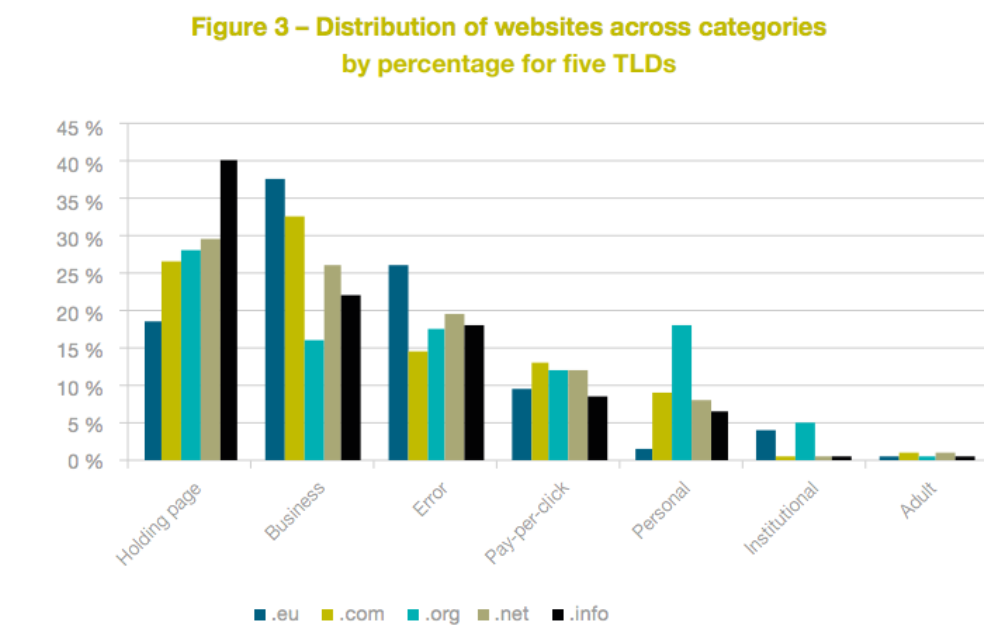 Figure 3 – Distribution of websites across categories
by percentage for five TLDs
45 %
40 %
35 %
30 %
25 %
20 %
15 %
10 %
5 %
0 %
Holding page
Business
Error
Pay-per-click
Personal
Institutional
Adult
.eu .com .org .net .info